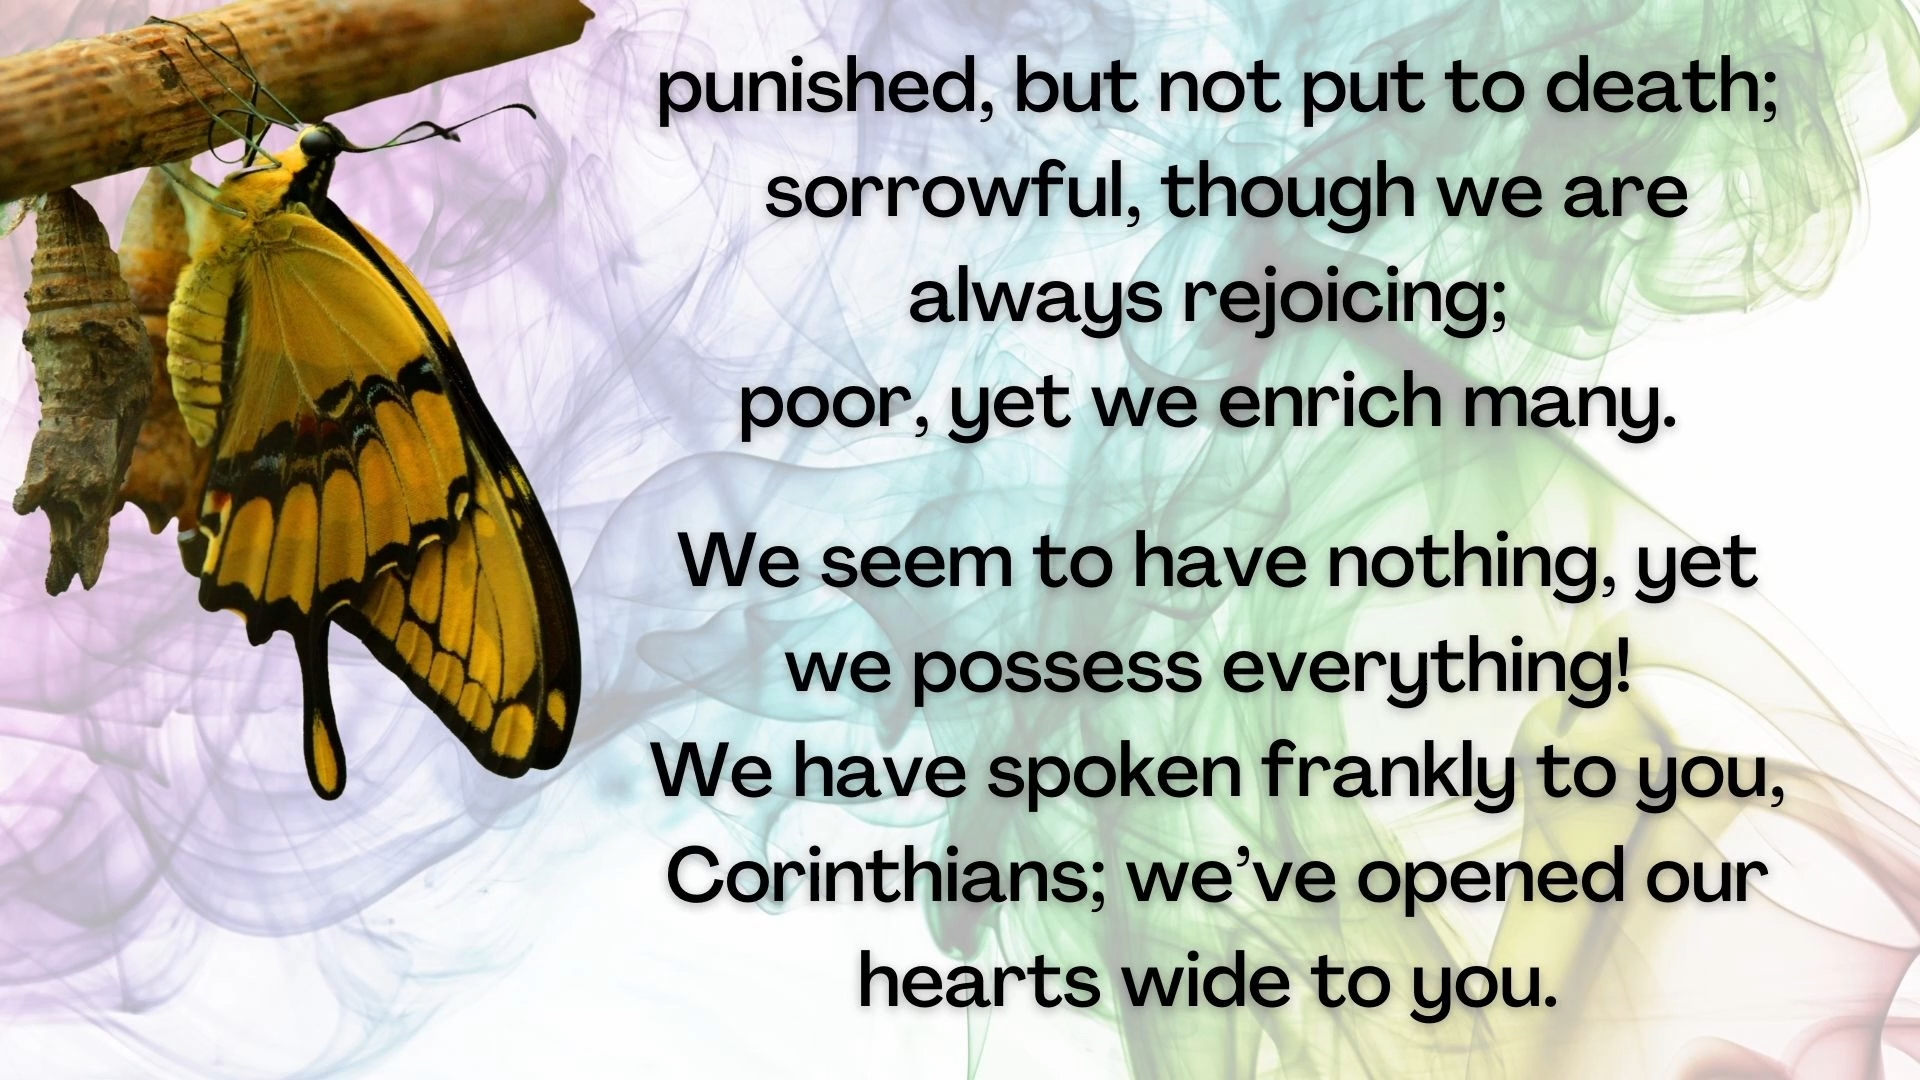 punished, but not put to death;
sorrowful, though we are
always rejoicing;
poor, yet we enrich many.
We seem to have nothing, yet
we possess everything!
We have spoken frankly to you,
Corinthians; we’ve opened our
hearts wide to you.